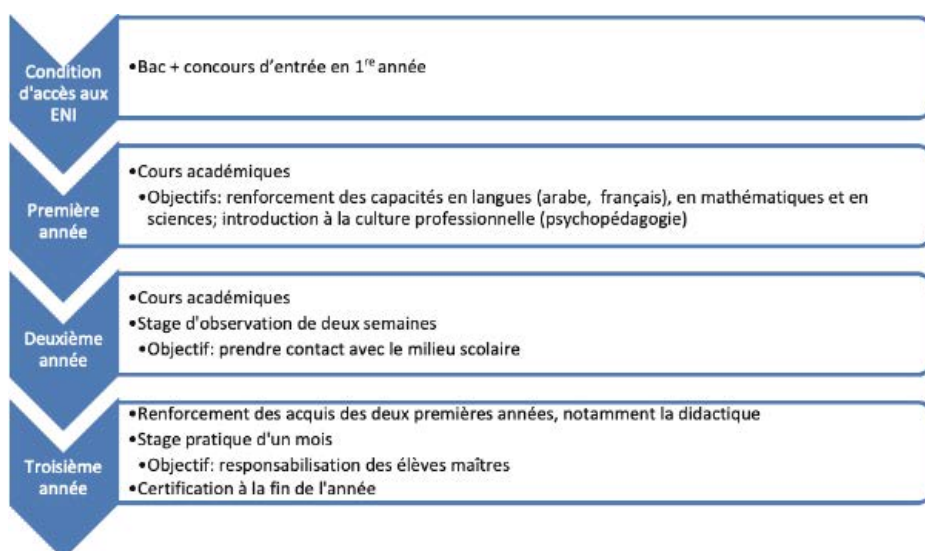 Condition
d'accès aux
ENI
•Bac + concours d'entrée en 1re année
Première
année
•Cours académiques
•Objectifs: renforcement des capacités en langues (arabe, français), en mathématiques et en
sciences; introduction à la culture professionnelle (psychopédagogie)
Deuxième
année
•Cours académiques
•Stage d'observation de deux semaines
•Objectif: prendre contact avec le milieu scolaire
Troisième
année
•Renforcement des acquis des deux premières années, notamment la didactique
•Stage pratique d'un mois
•Objectif: responsabilisation des élèves maîtres
•Certification à la fin de l'année